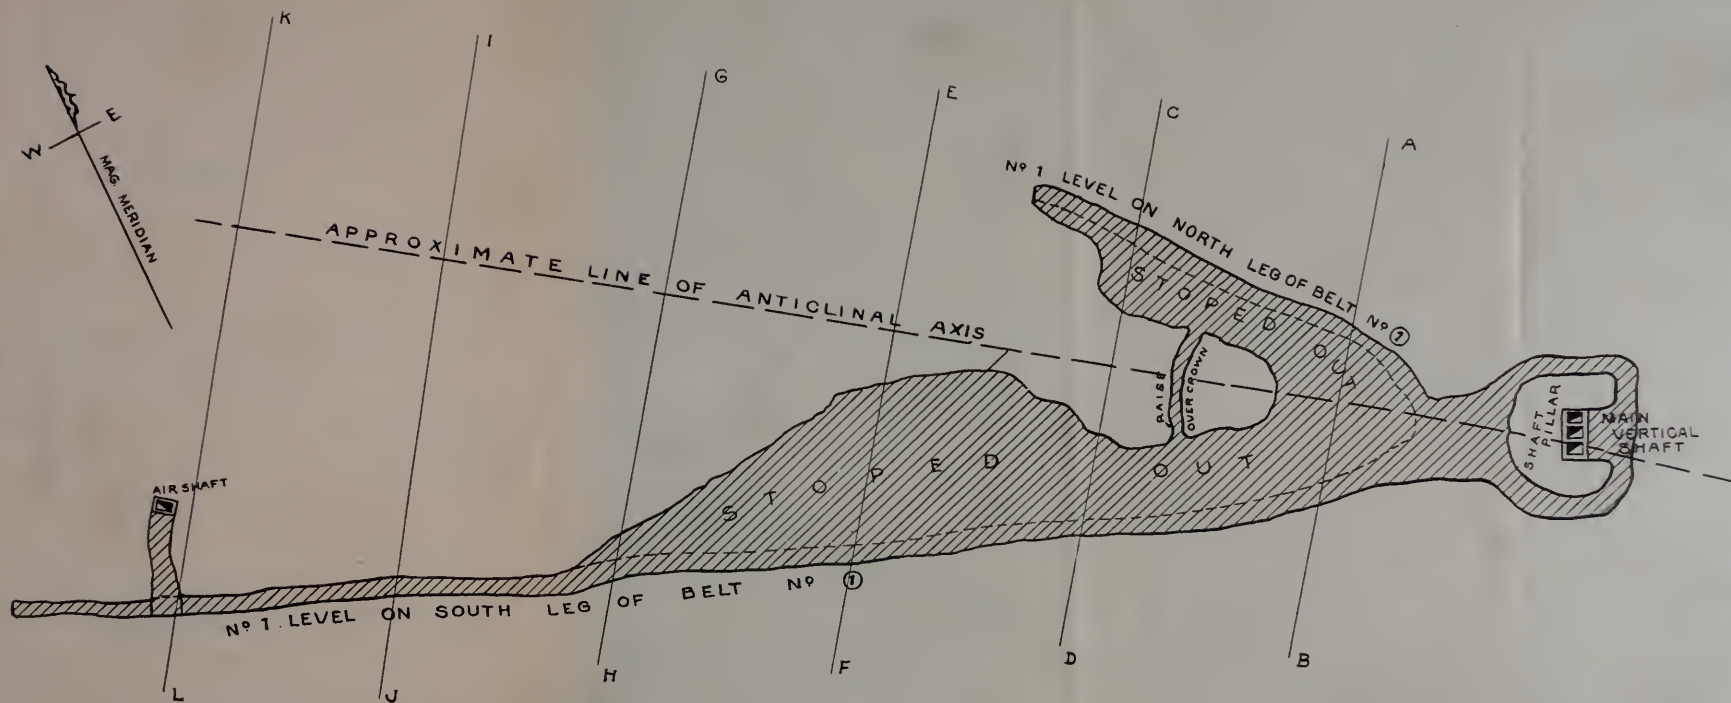 K
I
G
E
C
A
W
E
MAG. MERIDIAN
APPROXIMATE LINE OF ANTICLINAL AXIS
Nº 1 LEVEL ON NORTH LEG OF BELT Nº ①
STOPED OUT
RAISE
OVER CROWN
SHAFT
PILLAR
MAIN
VERTICAL
SHAFT
STOPED OUT
AIR SHAFT
Nº 1. LEVEL ON SOUTH LEG OF BELT Nº ①
L
J
H
F
D
B